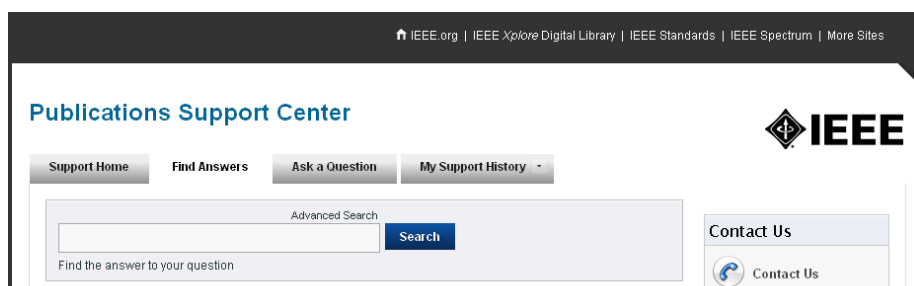 IEEE.org | IEEE Xplore Digital Library | IEEE Standards | IEEE Spectrum | More Sites
Publications Support Center
IEEE
Support Home Find Answers Ask a Question My Support History
Advanced Search
Search
Find the answer to your question
Contact Us
Contact Us